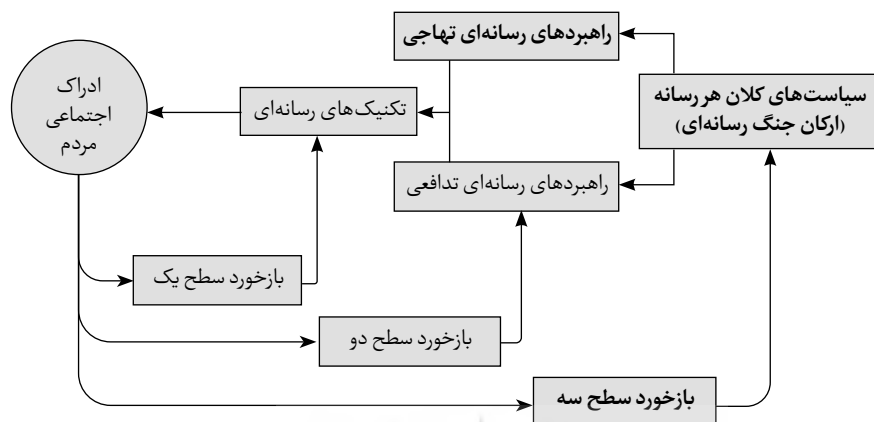 راهبردهای رسانه‌ای تهاجی
سیاست‌های کلان هر رسانه
(ارکان جنگ رسانه‌ای)
تکنیک‌های رسانه‌ای
ادراک
اجتماعی
مردم
راهبردهای رسانه‌ای تدافعی
بازخورد سطح یک
بازخورد سطح دو
بازخورد سطح سه